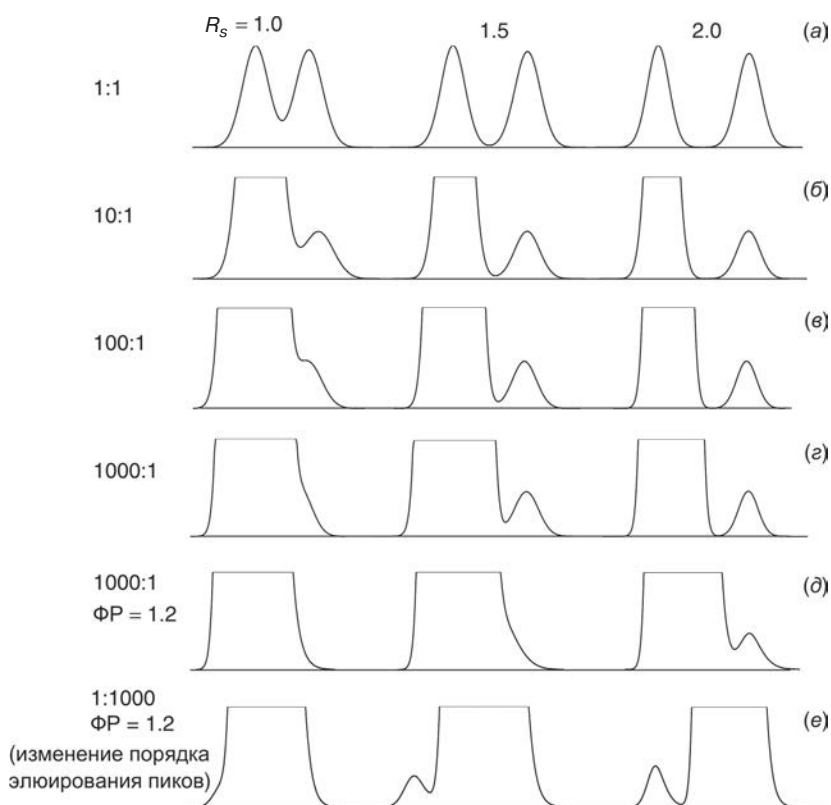 R_s = 1.0 1.5 2.0 (а)
1:1
(б)
10:1
(в)
100:1
(г)
1000:1
(д)
1000:1
ФР = 1.2
1:1000
ФР = 1.2 (е)
(изменение порядка
элюирования пиков)